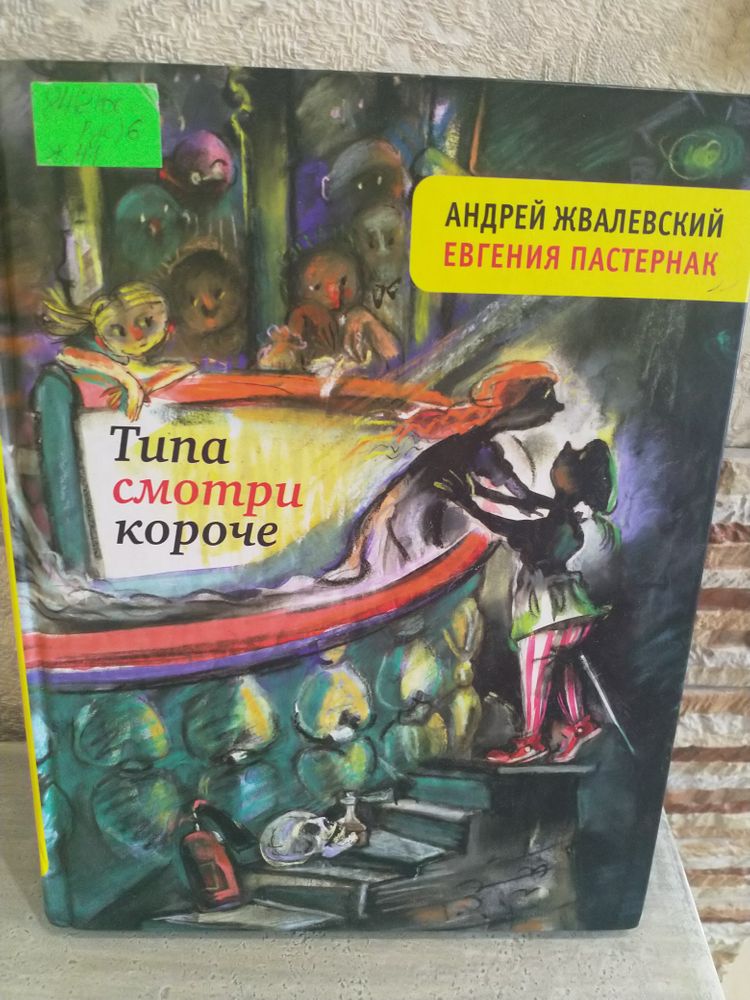 АНДРЕЙ ЖВАЛЕВСКИЙ
ЕВГЕНИЯ ПАСТЕРНАК
Типа
смотри
короче